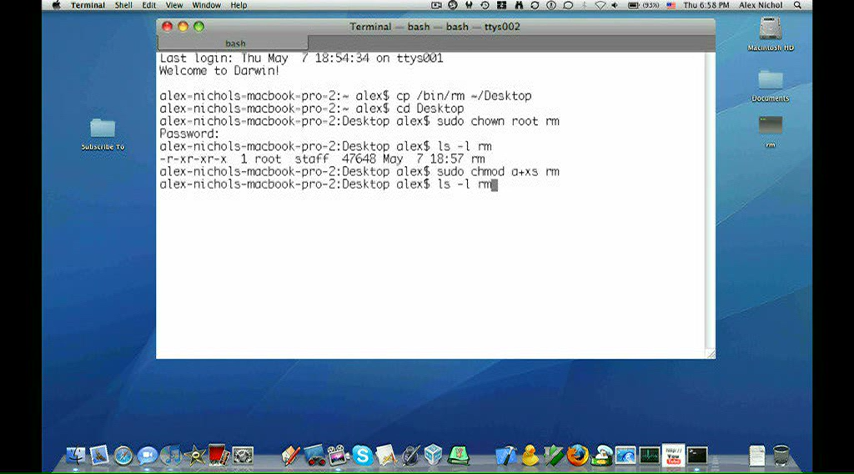 Terminal Shell Edit View Window Help (93%) Thu 6:58 PM Alex Nichol
Terminal — bash — bash — ttys002
bash
Last login: Thu May 7 18:54:34 on ttys001
Welcome to Darwin!
alex-nichols-macbook-pro-2:~ alex$ cp /bin/rm ~/Desktop
alex-nichols-macbook-pro-2:~ alex$ cd Desktop
alex-nichols-macbook-pro-2:Desktop alex$ sudo chown root rm
Password:
alex-nichols-macbook-pro-2:Desktop alex$ ls -l rm
-r-xr-xr-x 1 root staff 47648 May 7 18:57 rm
alex-nichols-macbook-pro-2:Desktop alex$ sudo chmod a+xs rm
alex-nichols-macbook-pro-2:Desktop alex$ ls -l rm
Macintosh HD
Documents
rm
Subscribe To
http://
You
Tube